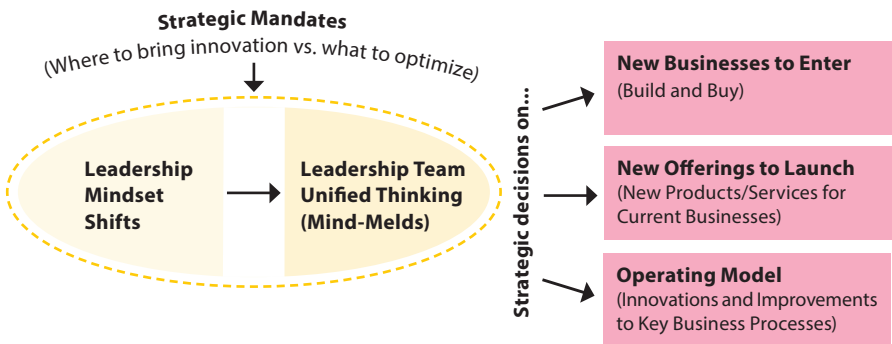 Strategic Mandates
(Where to bring innovation vs. what to optimize)
Leadership
Mindset
Shifts
Leadership Team
Unified Thinking
(Mind-Melds)
Strategic decisions on...
New Businesses to Enter
(Build and Buy)
New Offerings to Launch
(New Products/Services for
Current Businesses)
Operating Model
(Innovations and Improvements
to Key Business Processes)